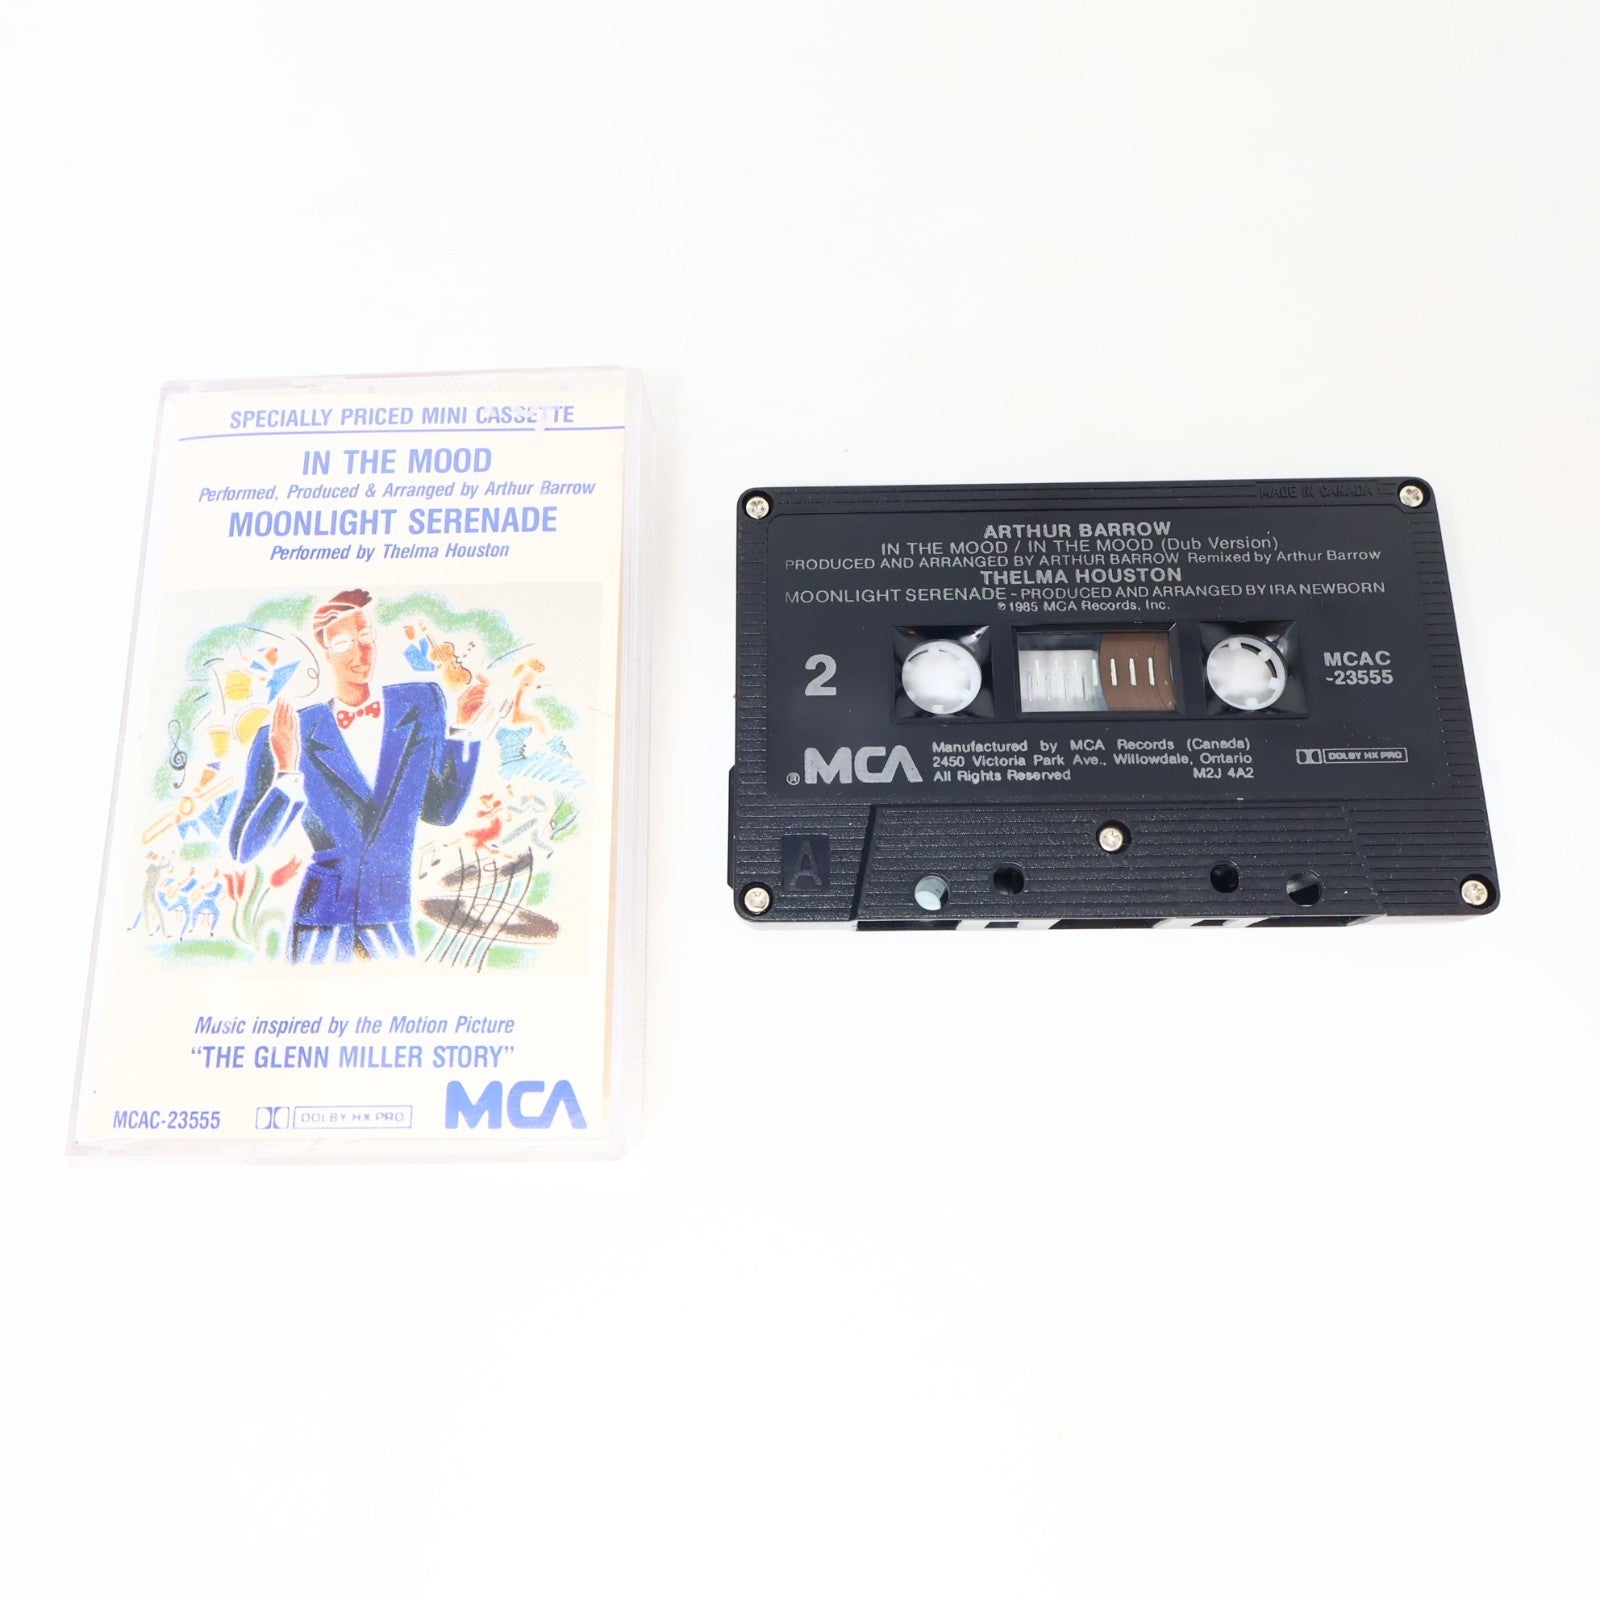 SPECIALLY PRICED MINI CASSETTE
IN THE MOOD
Performed, Produced & Arranged by Arthur Barrow
MOONLIGHT SERENADE
Performed by Thelma Houston
Music inspired by the Motion Picture
“THE GLENN MILLER STORY”
MCAC-23555
DOLBY HX PRO
MCA
MADE IN CANADA
ARTHUR BARROW
IN THE MOOD / IN THE MOOD (Dub Version)
PRODUCED AND ARRANGED BY ARTHUR BARROW Remixed by Arthur Barrow
THELMA HOUSTON
MOONLIGHT SERENADE - PRODUCED AND ARRANGED BY IRA NEWBORN
℗ 1985 MCA Records, Inc.
2
MCAC
-23555
® MCA
Manufactured by MCA Records (Canada)
2450 Victoria Park Ave., Willowdale, Ontario
All Rights Reserved M2J 4A2
DOLBY HX PRO
A